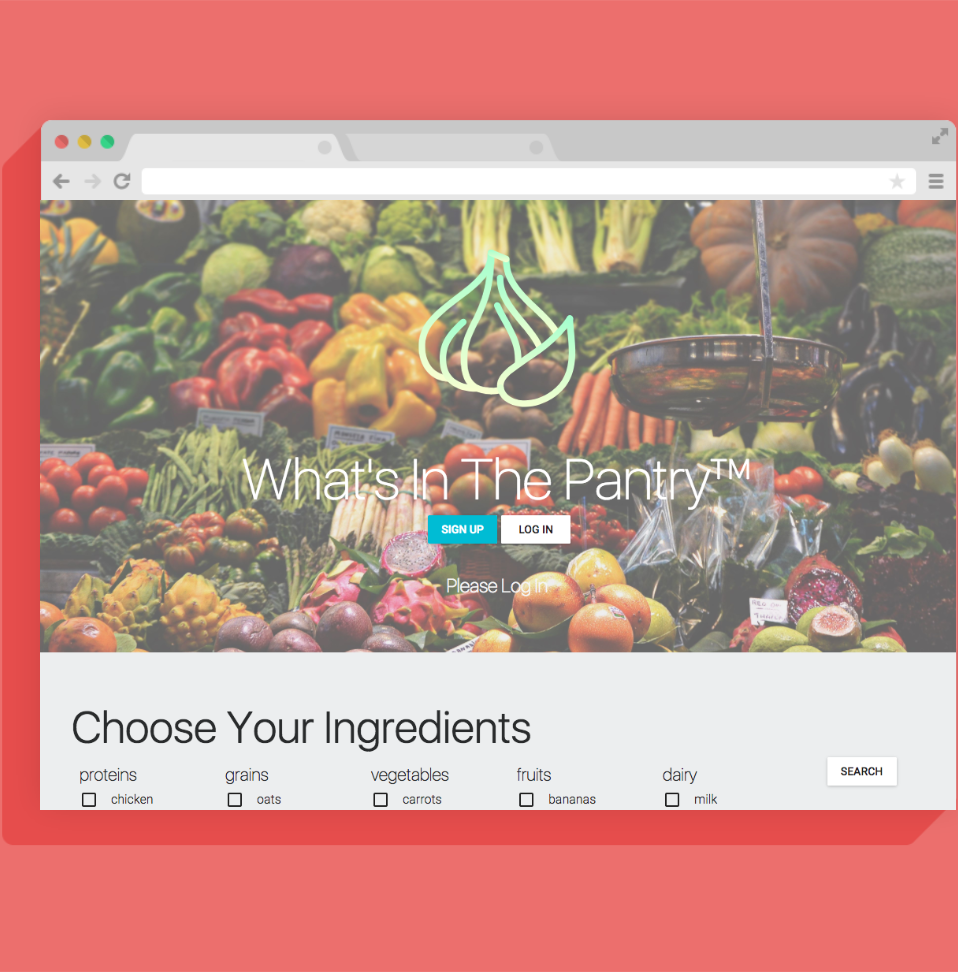 What's In The Pantry™
SIGN UP LOG IN
Please Log In
Choose Your Ingredients
proteins grains vegetables fruits dairy SEARCH
chicken oats carrots bananas milk